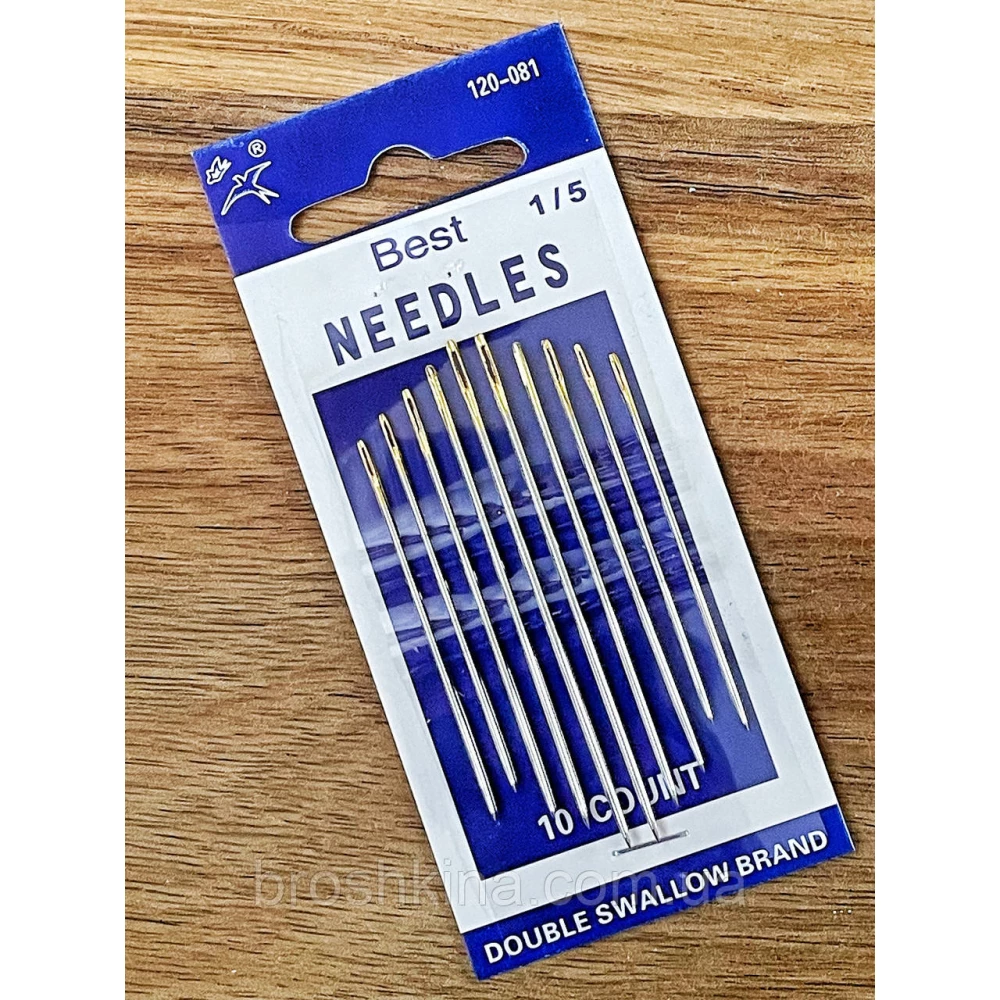 120-081
®
Best 1/5
NEEDLES
10 COUNT
broshkina.com.ua
DOUBLE SWALLOW BRAND